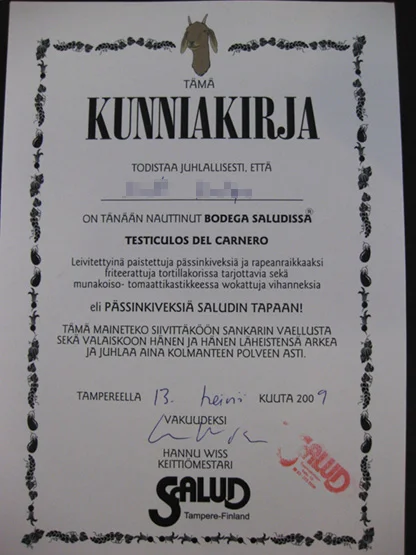 TÄMÄ
KUNNIAKIRJA
TODISTAA JUHLALLISESTI, ETTÄ
ON TÄNÄÄN NAUTTINUT BODEGA SALUDISSA®
TESTICULOS DEL CARNERO
Leivitettyinä paistettuja pässinkiveksiä ja rapeanraikkaaksi
friteerattuja tortillakorissa tarjottavia sekä
munakoiso- tomaattikastikkeessa wokattuja vihanneksia
eli PÄSSINKIVEKSIÄ SALUDIN TAPAAN!
TÄMÄ MAINETEKO SIIVITTÄKÖÖN SANKARIN VAELLUSTA
SEKÄ VALAISKOON HÄNEN JA HÄNEN LÄHEISTENSÄ ARKEA
JA JUHLAA AINA KOLMANTEEN POLVEEN ASTI.
TAMPEREELLA 13. heinä KUUTA 2009
VAKUUDEKSI
HANNU WISS
KEITTIÖMESTARI
SALUD
SALUD
Tampere-Finland